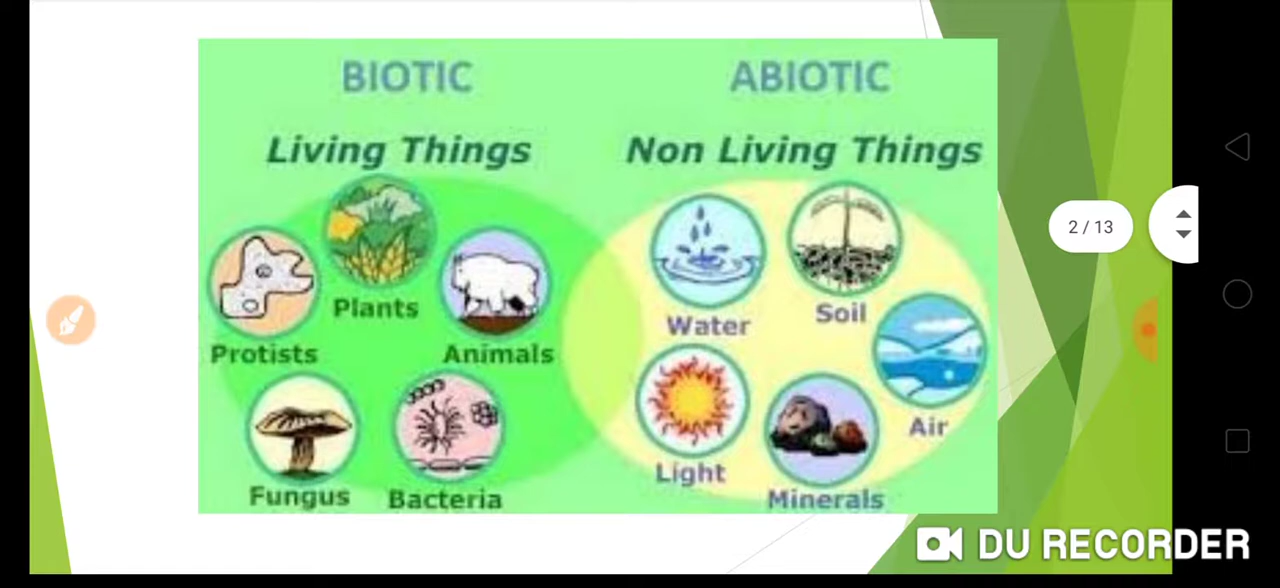 BIOTIC
ABIOTIC
Living Things
Non Living Things
Plants
Protists
Animals
Fungus
Bacteria
Water
Soil
Air
Light
Minerals
2 / 13
DU RECORDER